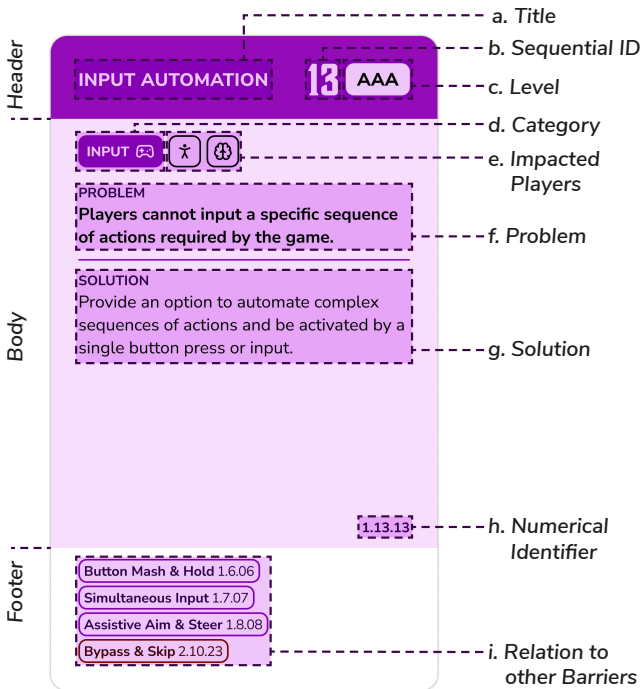 a. Title
b. Sequential ID
c. Level
d. Category
e. Impacted
Players
f. Problem
g. Solution
h. Numerical
Identifier
i. Relation to
other Barriers
Header
Body
Footer
INPUT AUTOMATION
13
AAA
INPUT
PROBLEM
Players cannot input a specific sequence
of actions required by the game.
SOLUTION
Provide an option to automate complex
sequences of actions and be activated by a
single button press or input.
1.13.13
Button Mash & Hold 1.6.06
Simultaneous Input 1.7.07
Assistive Aim & Steer 1.8.08
Bypass & Skip 2.10.23